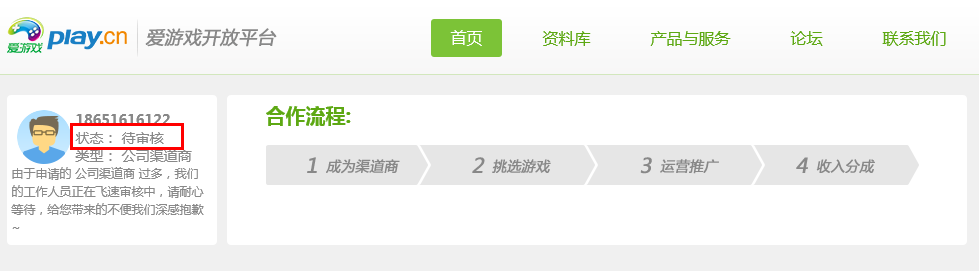 爱游戏 play.cn 爱游戏开放平台 首页 资料库 产品与服务 论坛 联系我们
18651616122
状态： 待审核
类型： 公司渠道商
由于申请的 公司渠道商 过多，我们
的工作人员正在飞速审核中，请耐心
等待，给您带来的不便我们深感抱歉
~
合作流程:
1 成为渠道商 2 挑选游戏 3 运营推广 4 收入分成